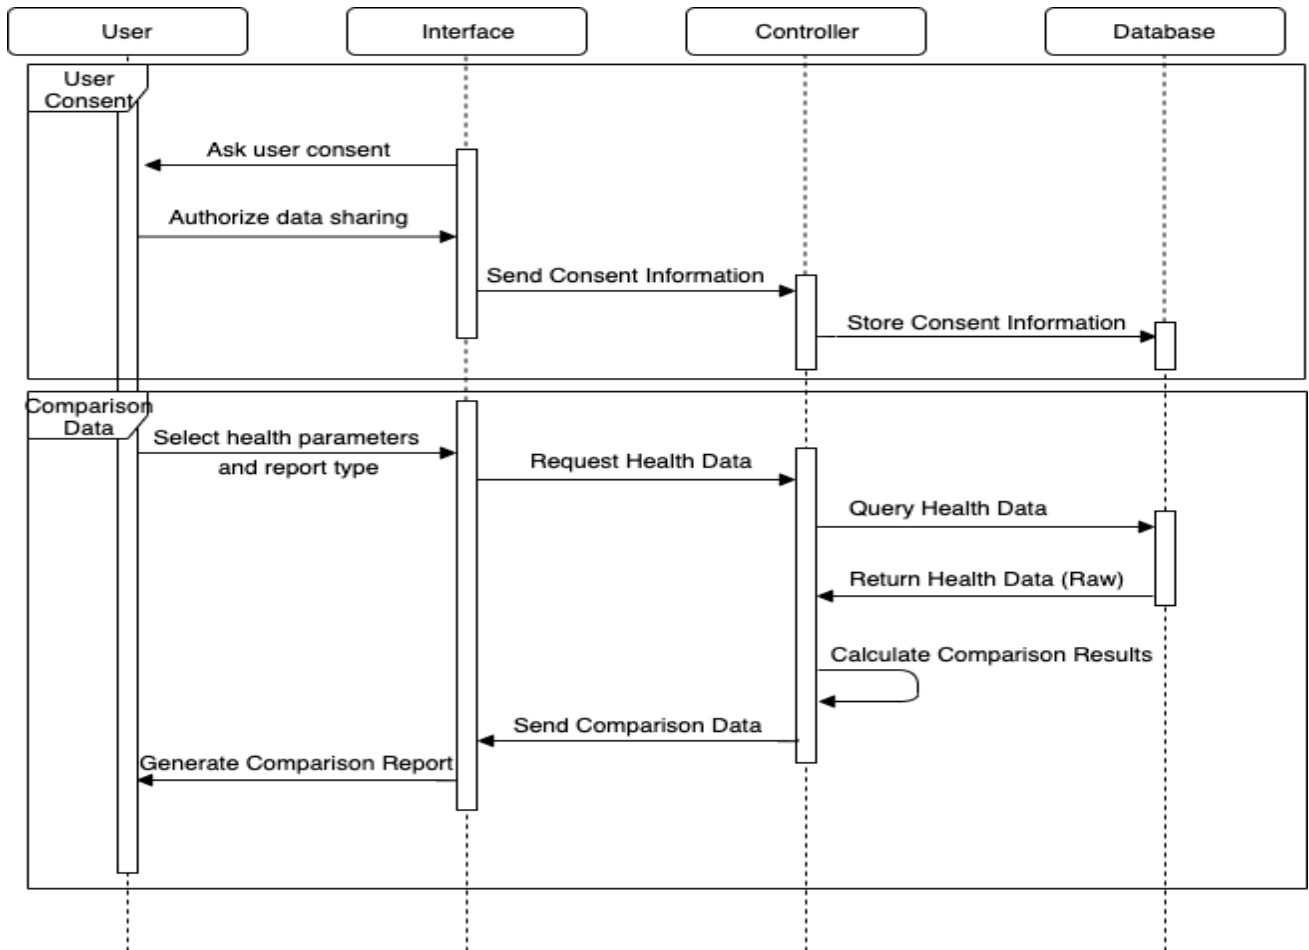 User
Interface
Controller
Database
User
Consent
Ask user consent
Authorize data sharing
Send Consent Information
Store Consent Information
Comparison
Data
Select health parameters
and report type
Request Health Data
Query Health Data
Return Health Data (Raw)
Calculate Comparison Results
Send Comparison Data
Generate Comparison Report